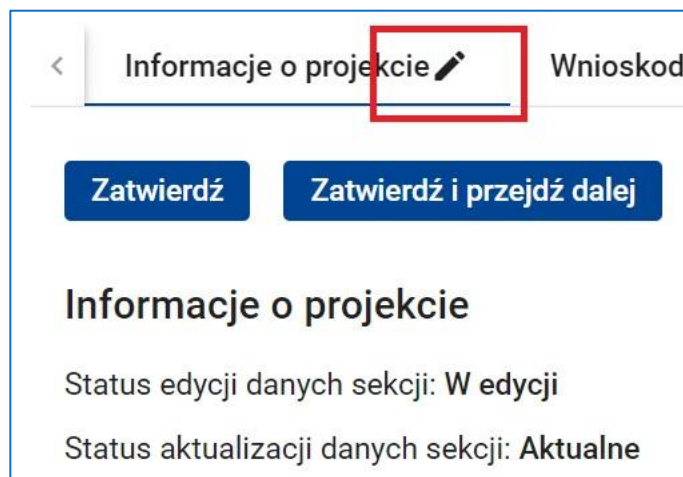 Informacje o projekcie Wnioskod
Zatwierdź Zatwierdź i przejdź dalej
Informacje o projekcie
Status edycji danych sekcji: W edycji
Status aktualizacji danych sekcji: Aktualne